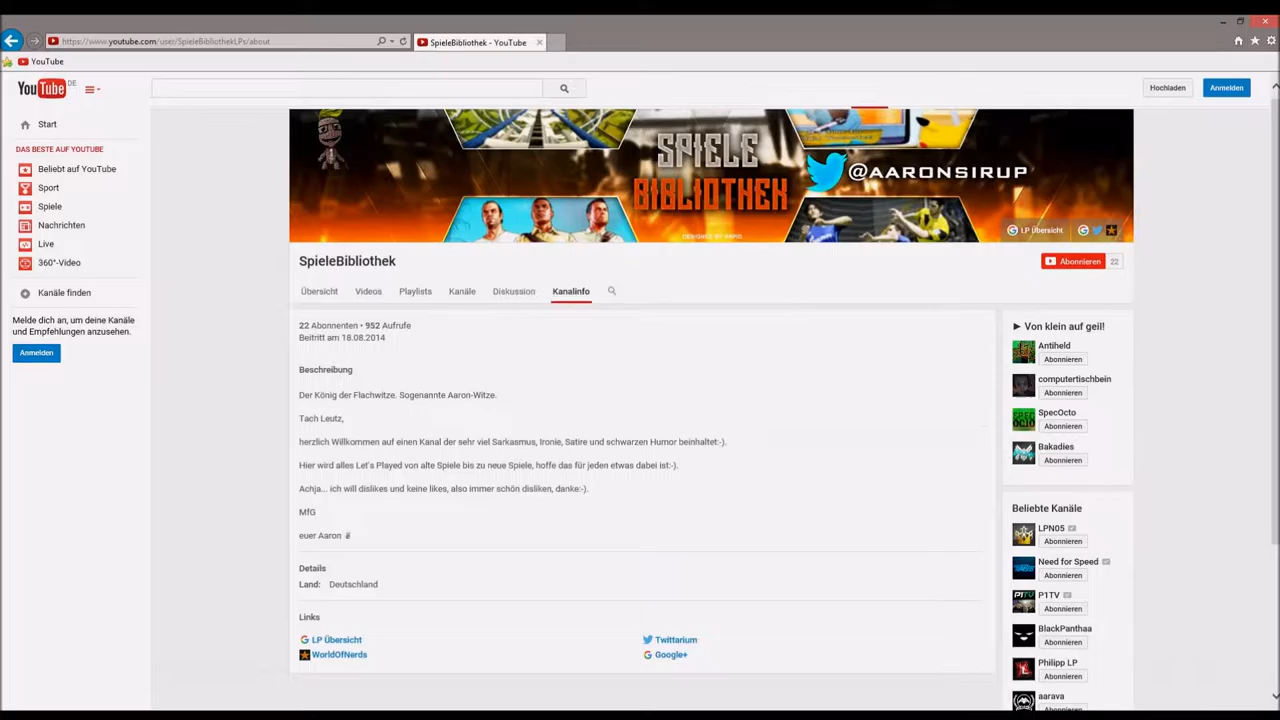 https://www.youtube.com/user/SpieleBibliothekLPs/about
SpieleBibliothek - YouTube
YouTube
YouTube DE
Hochladen
Anmelden
Start
DAS BESTE AUF YOUTUBE
Beliebt auf YouTube
Sport
Spiele
Nachrichten
Live
360°-Video
Kanäle finden
Melde dich an, um deine Kanäle
und Empfehlungen anzusehen.
Anmelden
SPIELE
BIBLIOTHEK
@AARONSIRUP
LP Übersicht
SpieleBibliothek
Abonnieren
22
Übersicht
Videos
Playlists
Kanäle
Diskussion
Kanalinfo
22 Abonnenten • 952 Aufrufe
Beitritt am 18.08.2014
Beschreibung
Der König der Flachwitze. Sogenannte Aaron-Witze.
Tach Leutz,
herzlich Willkommen auf einen Kanal der sehr viel Sarkasmus, Ironie, Satire und schwarzen Humor beinhaltet:-).
Hier wird alles Let´s Played von alte Spiele bis zu neue Spiele, hoffe das für jeden etwas dabei ist:-).
Achja... ich will dislikes und keine likes, also immer schön disliken, danke:-).
MfG
euer Aaron
Details
Land: Deutschland
Links
LP Übersicht
Twittarium
WorldOfNerds
Google+
► Von klein auf geil!
Antiheld
Abonnieren
computertischbein
Abonnieren
SpecOcto
Abonnieren
Bakadies
Abonnieren
Beliebte Kanäle
LPN05
Abonnieren
Need for Speed
Abonnieren
P1TV
Abonnieren
BlackPanthaa
Abonnieren
Philipp LP
Abonnieren
aarava
Abonnieren